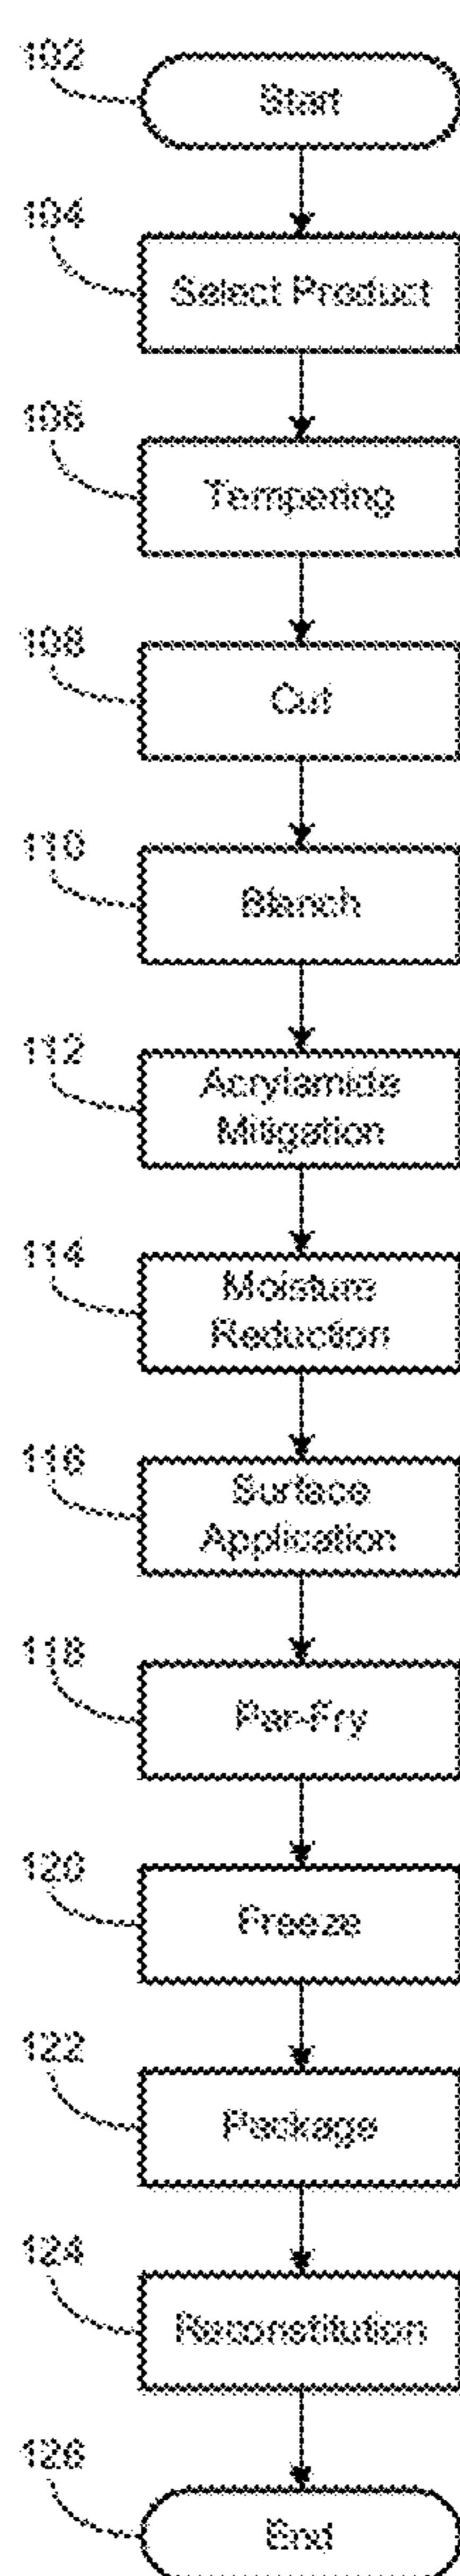 102
Start
104
Select Product
106
Tempering
108
Cut
110
Blanch
112
Acrylamide
Mitigation
114
Moisture
Reduction
116
Surface
Application
118
Par-Fry
120
Freeze
122
Package
124
Reconstitution
126
End